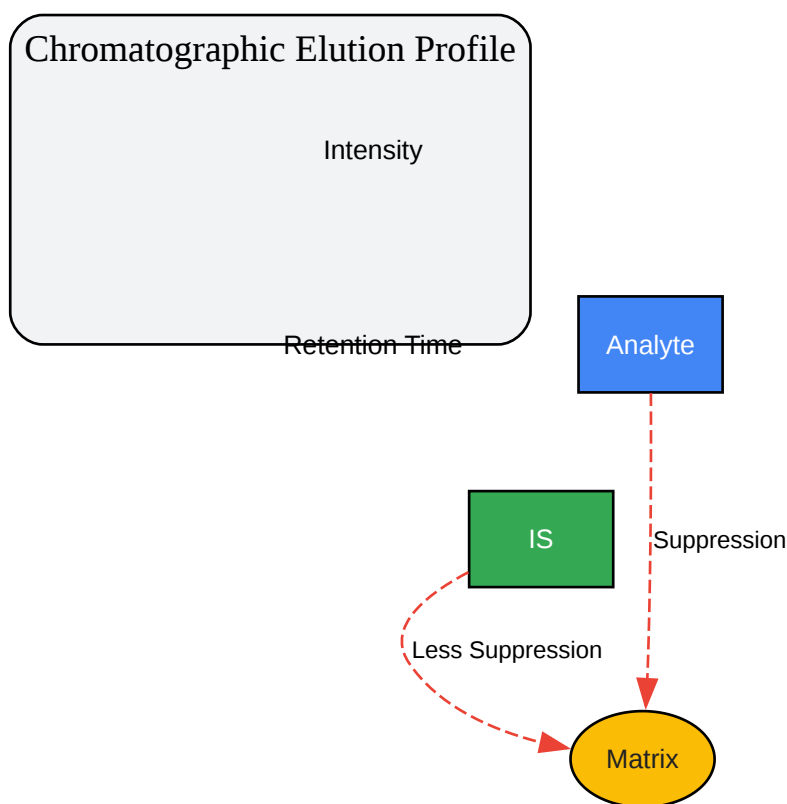 Chromatographic Elution Profile
Intensity
Retention Time
Analyte
IS
Suppression
Less Suppression
Matrix